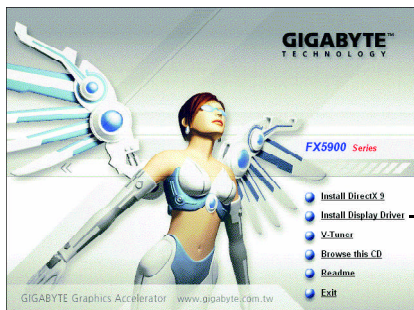 GIGABYTE™
TECHNOLOGY
FX5900 Series
Install DirectX 9
Install Display Driver
V-Tuner
Browse this CD
Readme
Exit
GIGABYTE Graphics Accelerator www.gigabyte.com.tw